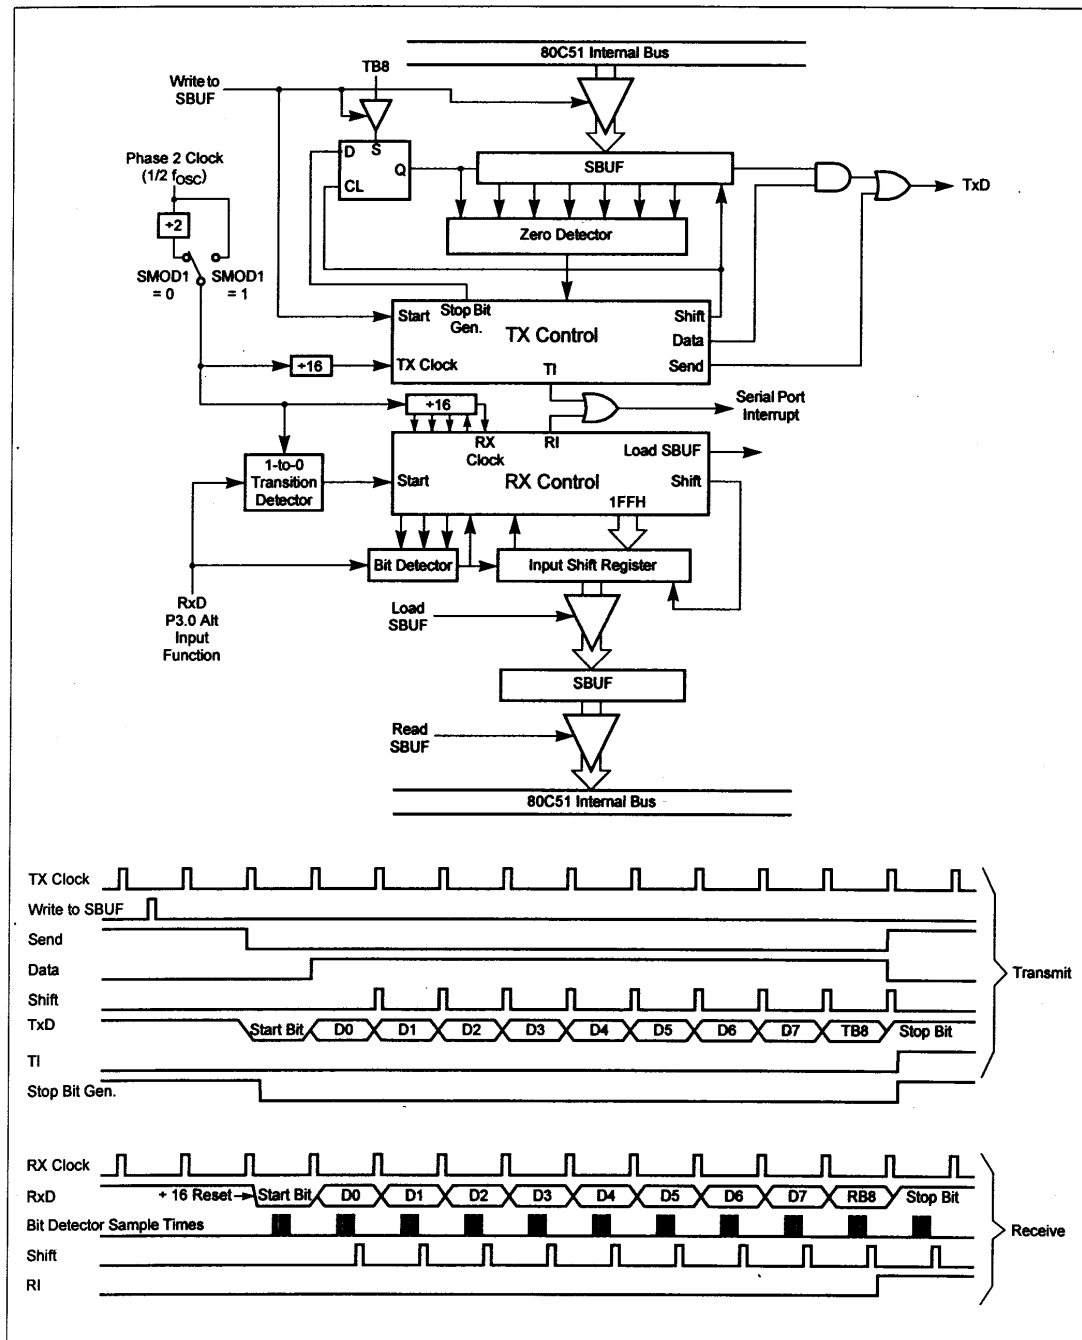 80C51 Internal Bus
TB8
Write to
SBUF
D
S
Q
CL
SBUF
TxD
Phase 2 Clock
(1/2 fOSC)
÷2
Zero Detector
SMOD1
= 0
SMOD1
= 1
Start
Stop Bit
Gen.
TX Control
Shift
Data
Send
÷16
TX Clock
TI
Serial Port
Interrupt
÷16
RX
Clock
RI
Load SBUF
1-to-0
Transition
Detector
Start
RX Control
Shift
1FFH
Bit Detector
Input Shift Register
RxD
P3.0 Alt
Input
Function
Load
SBUF
SBUF
Read
SBUF
80C51 Internal Bus
TX Clock
Write to SBUF
Send
Data
Transmit
Shift
TxD Start Bit D0 D1 D2 D3 D4 D5 D6 D7 TB8 Stop Bit
TI
Stop Bit Gen.
RX Clock
RxD ÷ 16 Reset Start Bit D0 D1 D2 D3 D4 D5 D6 D7 RB8 Stop Bit
Bit Detector Sample Times
Receive
Shift
RI